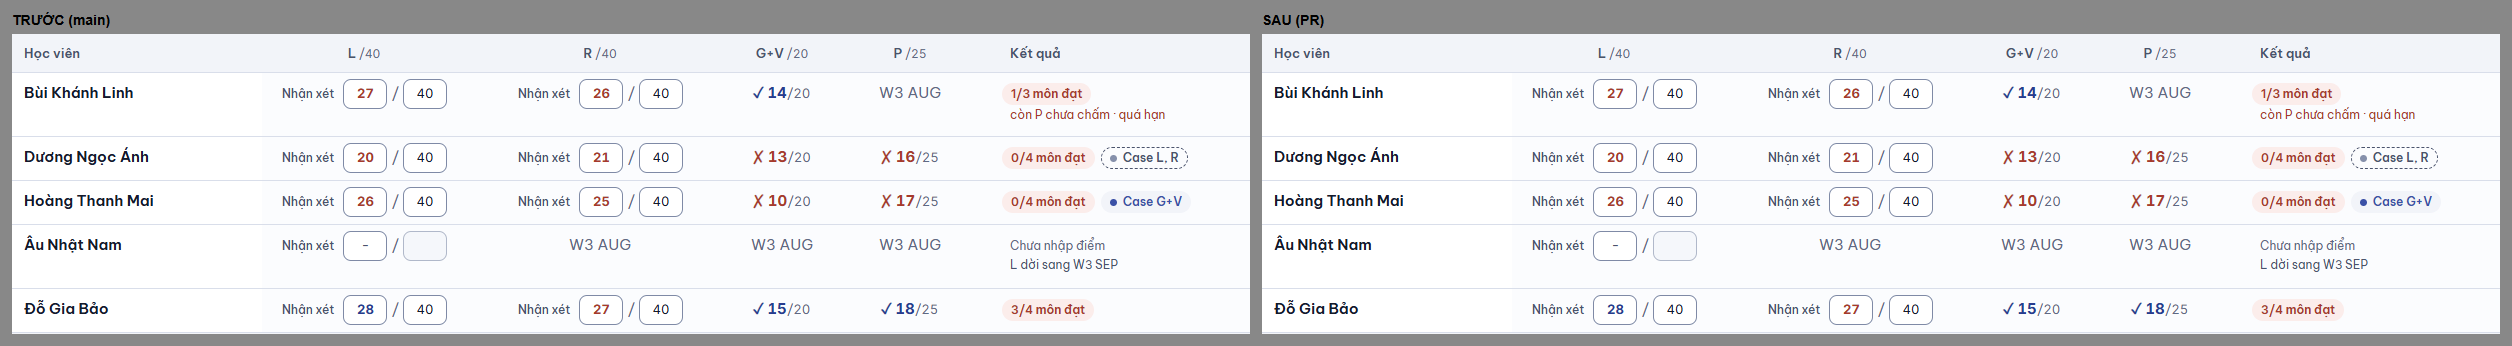 TRƯỚC (main)
Học viên L /40 R /40 G+V /20 P /25 Kết quả
Bùi Khánh Linh Nhận xét 27 / 40 Nhận xét 26 / 40 ✓ 14/20 W3 AUG 1/3 môn đạt
còn P chưa chấm · quá hạn
Dương Ngọc Ánh Nhận xét 20 / 40 Nhận xét 21 / 40 ✗ 13/20 ✗ 16/25 0/4 môn đạt Case L, R
Hoàng Thanh Mai Nhận xét 26 / 40 Nhận xét 25 / 40 ✗ 10/20 ✗ 17/25 0/4 môn đạt Case G+V
Âu Nhật Nam Nhận xét - / W3 AUG W3 AUG W3 AUG Chưa nhập điểm
L dời sang W3 SEP
Đỗ Gia Bảo Nhận xét 28 / 40 Nhận xét 27 / 40 ✓ 15/20 ✓ 18/25 3/4 môn đạt
SAU (PR)
Học viên L /40 R /40 G+V /20 P /25 Kết quả
Bùi Khánh Linh Nhận xét 27 / 40 Nhận xét 26 / 40 ✓ 14/20 W3 AUG 1/3 môn đạt
còn P chưa chấm · quá hạn
Dương Ngọc Ánh Nhận xét 20 / 40 Nhận xét 21 / 40 ✗ 13/20 ✗ 16/25 0/4 môn đạt Case L, R
Hoàng Thanh Mai Nhận xét 26 / 40 Nhận xét 25 / 40 ✗ 10/20 ✗ 17/25 0/4 môn đạt Case G+V
Âu Nhật Nam Nhận xét - / W3 AUG W3 AUG W3 AUG Chưa nhập điểm
L dời sang W3 SEP
Đỗ Gia Bảo Nhận xét 28 / 40 Nhận xét 27 / 40 ✓ 15/20 ✓ 18/25 3/4 môn đạt